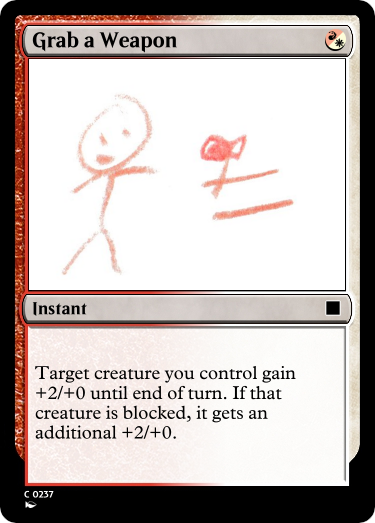 Grab a Weapon
Instant
Target creature you control gain
+2/+0 until end of turn. If that
creature is blocked, it gets an
additional +2/+0.
C 0237